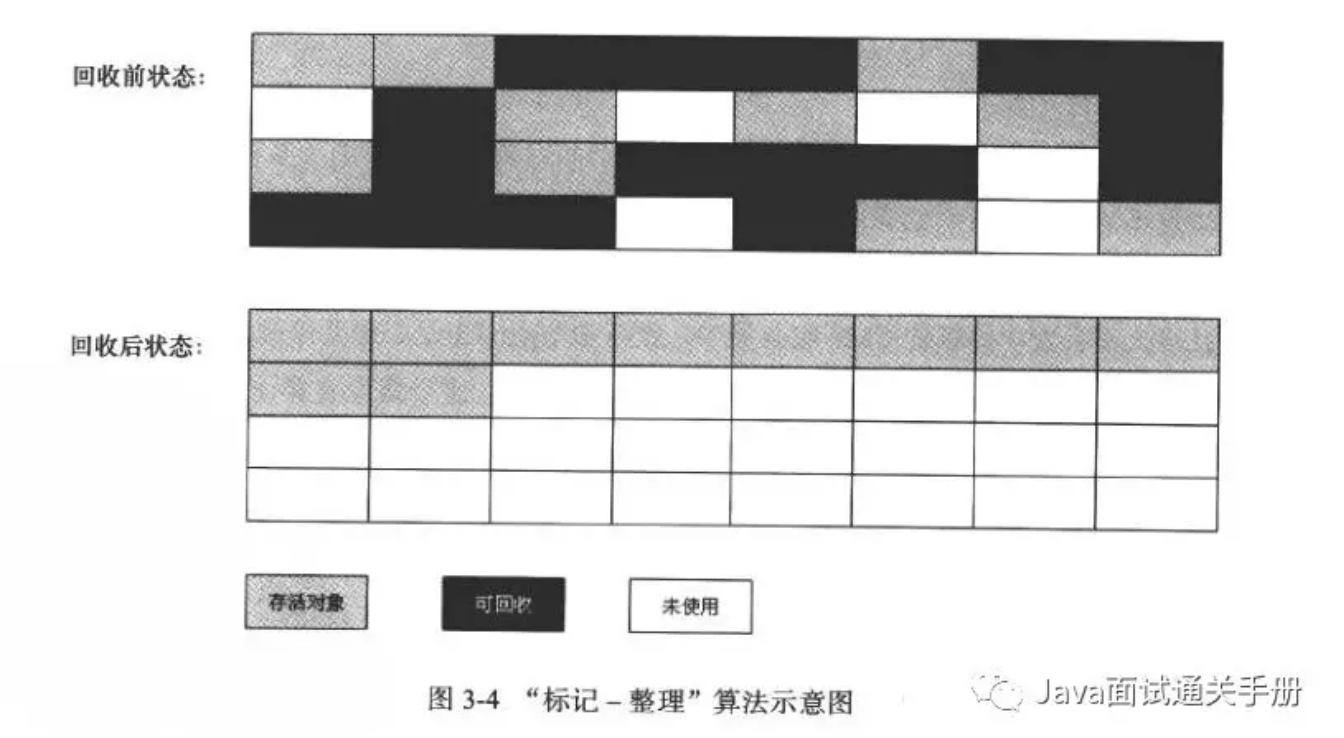 回收前状态:
回收后状态:
存活对象
可回收
未使用
图 3-4 “标记 – 整理”算法示意图
Java面试通关手册